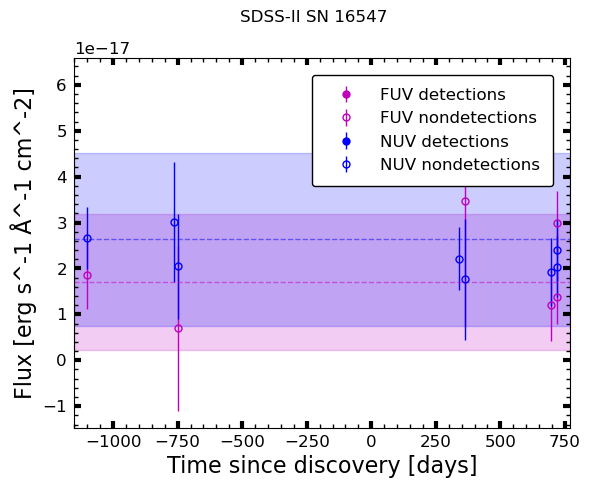 SDSS-II SN 16547
1e−17
FUV detections
FUV nondetections
NUV detections
NUV nondetections
6
5
4
3
2
1
0
−1
Flux [erg s^-1 Å^-1 cm^-2]
−1000 −750 −500 −250 0 250 500 750
Time since discovery [days]